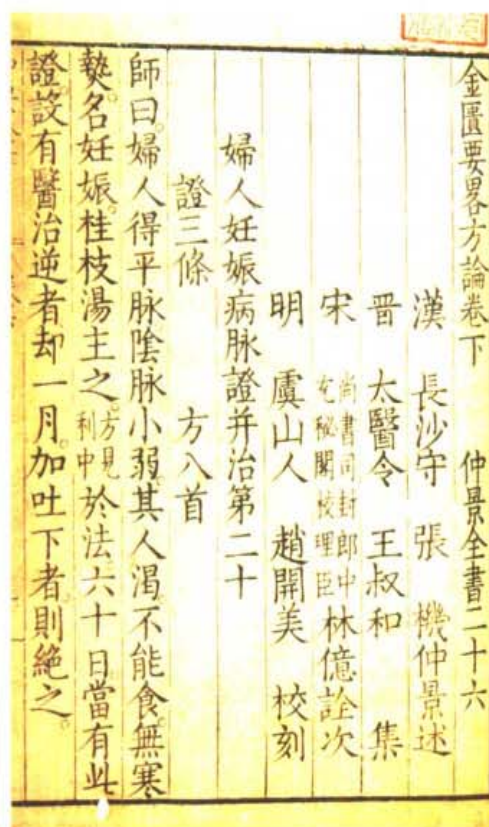 金匱要畧方論卷下 仲景全書二十六
漢 長沙守 張 機仲景述
晋 太醫令 王叔和 集
宋 尚書司封郎中 充秘閣校理臣 林億詮次
明 虞山人 趙開美 校刻
婦人妊娠病脉證并治第二十
證三條 方八首
師曰。婦人得平脉。陰脉小弱。其人渴。不能食。無寒
熱。名妊娠。桂枝湯主之。方見利中 於法六十日。當有此
證。設有醫治逆者。却一月。加吐下者。則絶之。